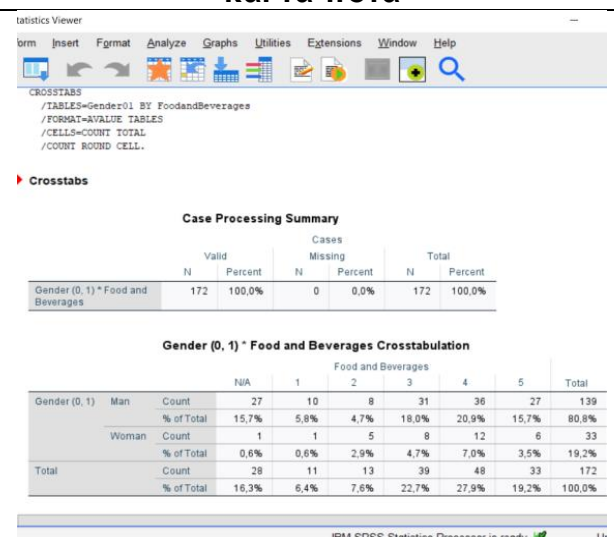 tatistics Viewer
orm Insert Format Analyze Graphs Utilities Extensions Window Help
CROSSTABS
/TABLES=Gender01 BY FoodandBeverages
/FORMAT=AVALUE TABLES
/CELLS=COUNT TOTAL
/COUNT ROUND CELL.
Crosstabs
Case Processing Summary
Cases
Valid Missing Total
N Percent N Percent N Percent
Gender (0, 1) * Food and Beverages 172 100,0% 0 0,0% 172 100,0%
Gender (0, 1) * Food and Beverages Crosstabulation
Food and Beverages
N/A 1 2 3 4 5 Total
Gender (0, 1) Man Count 27 10 8 31 36 27 139
% of Total 15,7% 5,8% 4,7% 18,0% 20,9% 15,7% 80,8%
Woman Count 1 1 5 8 12 6 33
% of Total 0,6% 0,6% 2,9% 4,7% 7,0% 3,5% 19,2%
Total Count 28 11 13 39 48 33 172
% of Total 16,3% 6,4% 7,6% 22,7% 27,9% 19,2% 100,0%
IBM SPSS Statistics Processor is ready